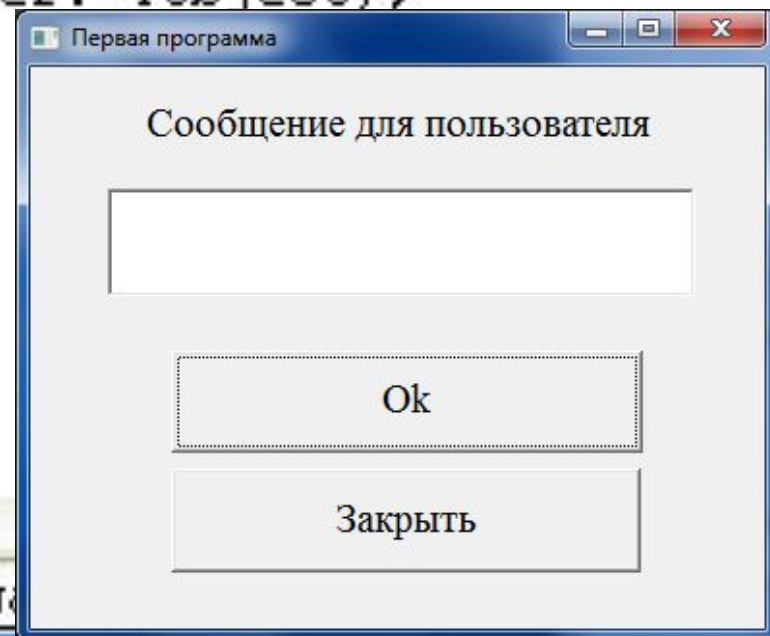 Первая программа
Сообщение для пользователя
Ok
Закрыть